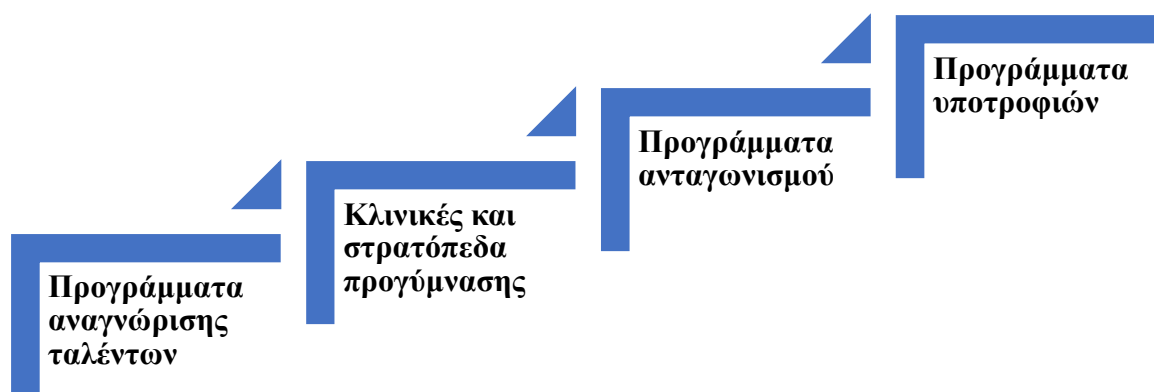 Προγράμματα
αναγνώρισης
ταλέντων
Κλινικές και
στρατόπεδα
προγύμνασης
Προγράμματα
ανταγωνισμού
Προγράμματα
υποτροφιών